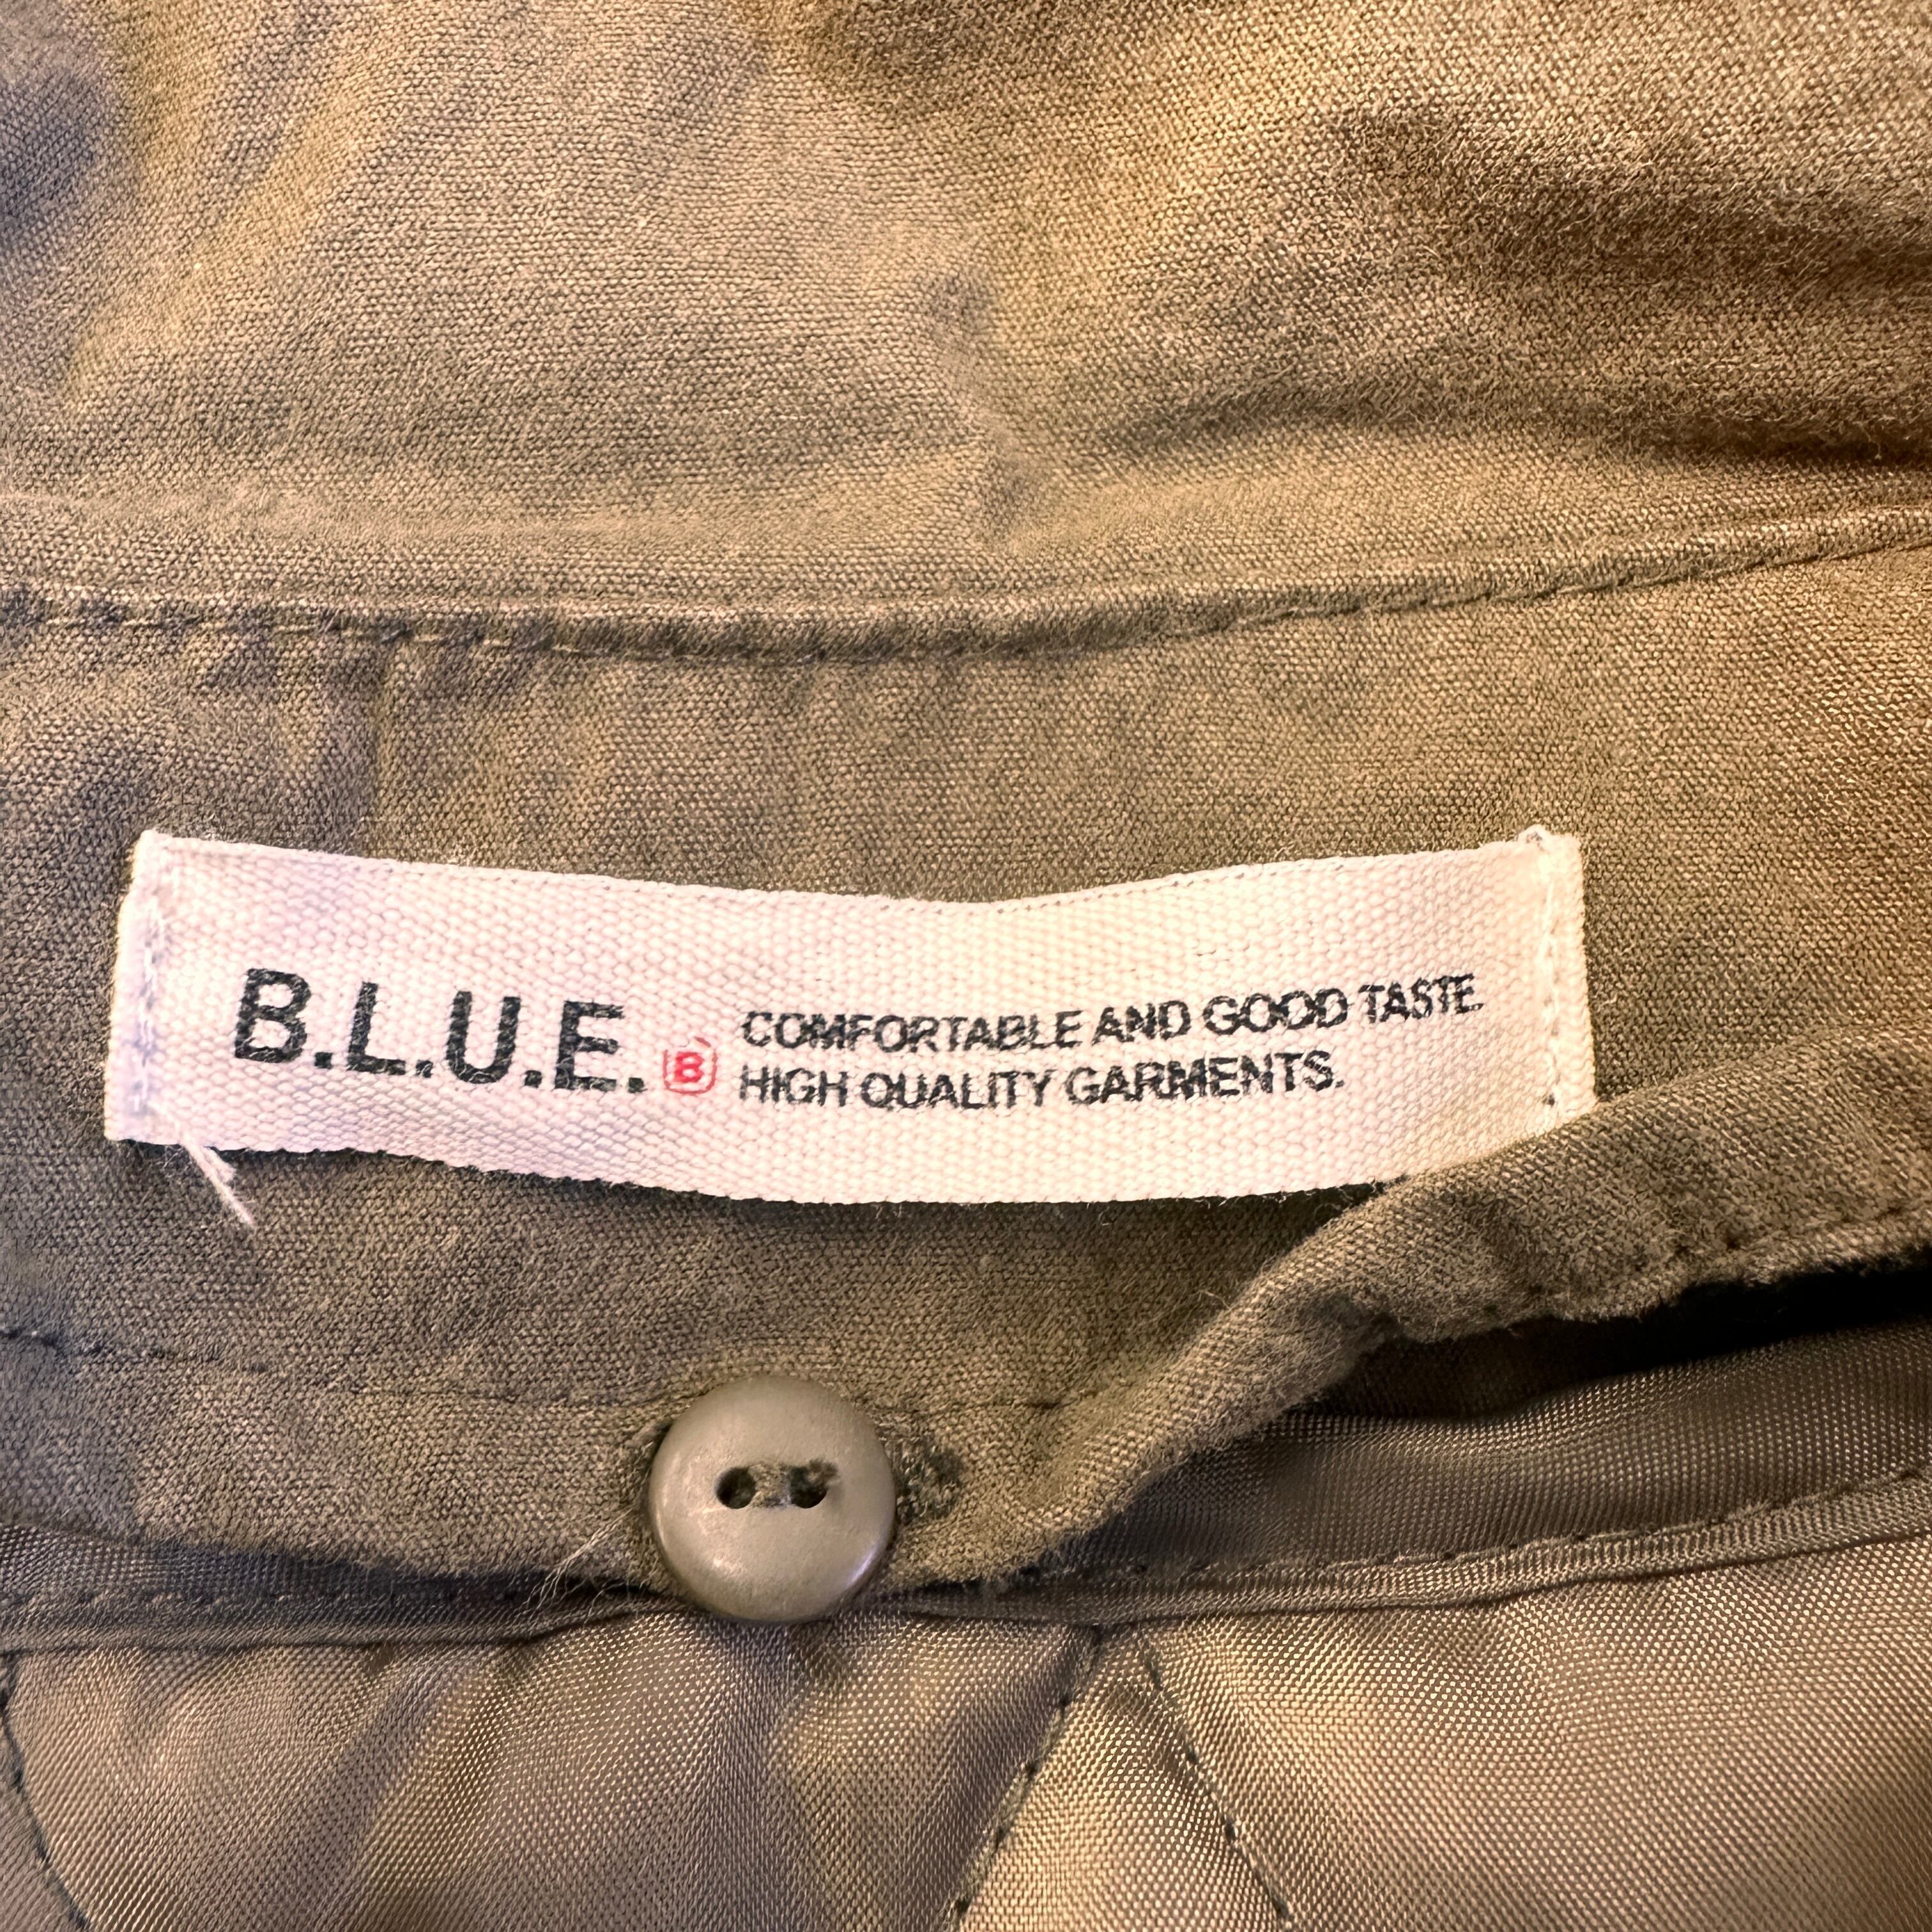 B.L.U.E. B COMFORTABLE AND GOOD TASTE.
HIGH QUALITY GARMENTS.